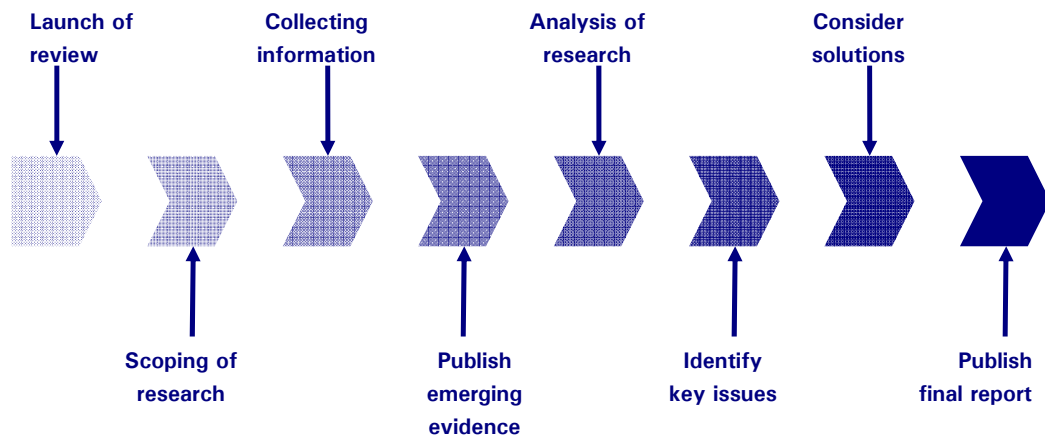 Launch of
review
Collecting
information
Analysis of
research
Consider
solutions
Scoping of
research
Publish
emerging
evidence
Identify
key issues
Publish
final report